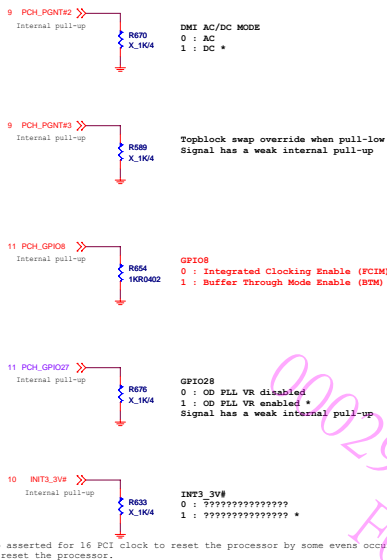 9 PCH_PGNT#2
Internal pull-up
R670
X_1K/4
DMI AC/DC MODE
0 : AC
1 : DC *
9 PCH_PGNT#3
Internal pull-up
R589
X_1K/4
Topblock swap override when pull-low
Signal has a weak internal pull-up
11 PCH_GPIO8
Internal pull-up
R654
1KR0402
GPIO8
0 : Integrated Clocking Enable (FCIM)
1 : Buffer Through Mode Enable (BTM)
11 PCH_GPIO27
Internal pull-up
R676
X_1K/4
GPIO28
0 : OD PLL VR disabled
1 : OD PLL VR enabled *
Signal has a weak internal pull-up
00029
10 INIT3_3V#
Internal pull-up
R633
X_1K/4
INT3_3V#
0 : ???????????????
1 : ??????????????? *
asserted for 16 PCI clock to reset the processor by some evens occu
reset the processor.